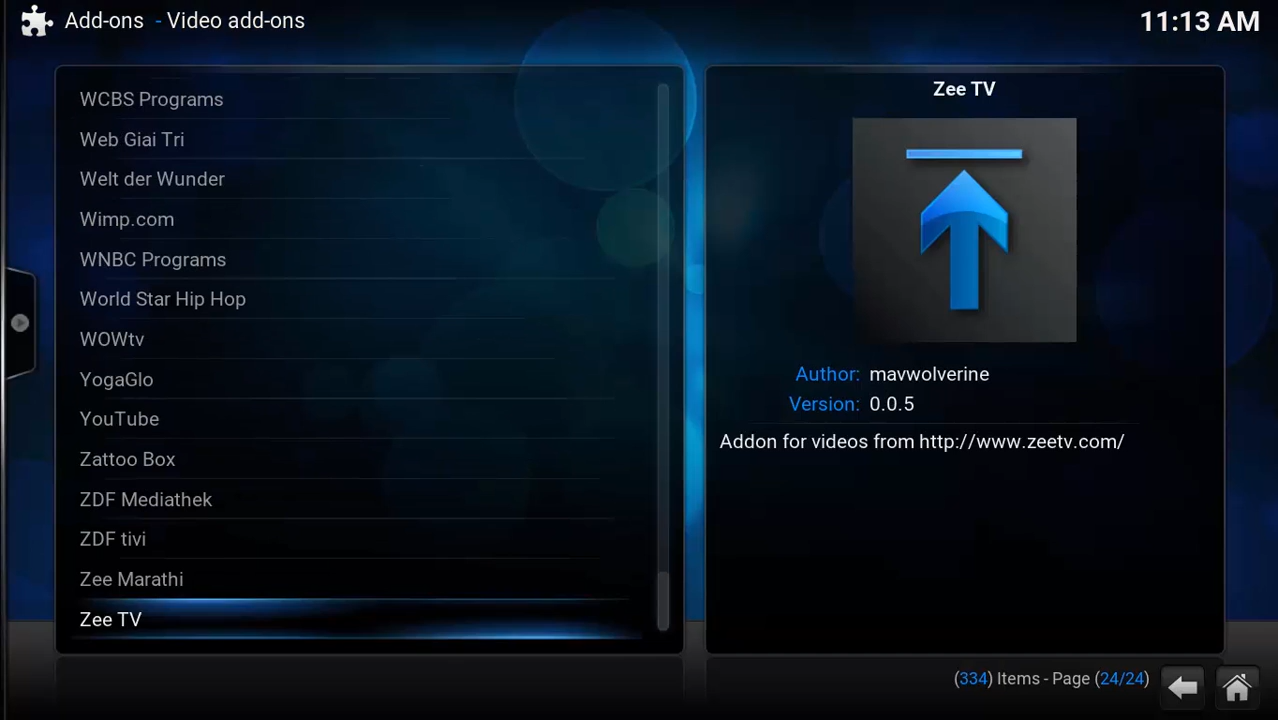 Add-ons - Video add-ons
11:13 AM
WCBS Programs
Web Giai Tri
Welt der Wunder
Wimp.com
WNBC Programs
World Star Hip Hop
WOWtv
YogaGlo
YouTube
Zattoo Box
ZDF Mediathek
ZDF tivi
Zee Marathi
Zee TV
Zee TV
Author: mavwolverine
Version: 0.0.5
Addon for videos from http://www.zeetv.com/
(334) Items - Page (24/24)